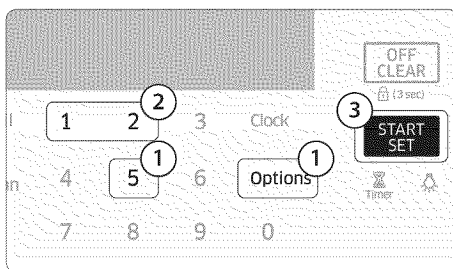 OFF
CLEAR
(3 sec)
2
3
1 2 3 Clock
START
SET
1
1
4 5 6 Options
Timer
7 8 9 0